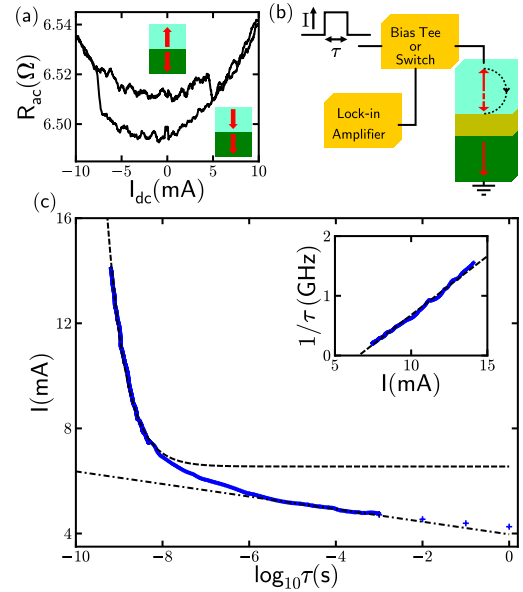 (a)
6.54
6.52
6.51
6.50
R_ac(Ω)
−10
−5
0
5
10
I_dc(mA)
(b)
I
τ
Bias Tee
or
Switch
Lock-in
Amplifier
(c)
16
12
8
4
I(mA)
−10
−8
−6
−4
−2
0
log₁₀τ(s)
2
1
0
1/τ(GHz)
5
10
15
I(mA)